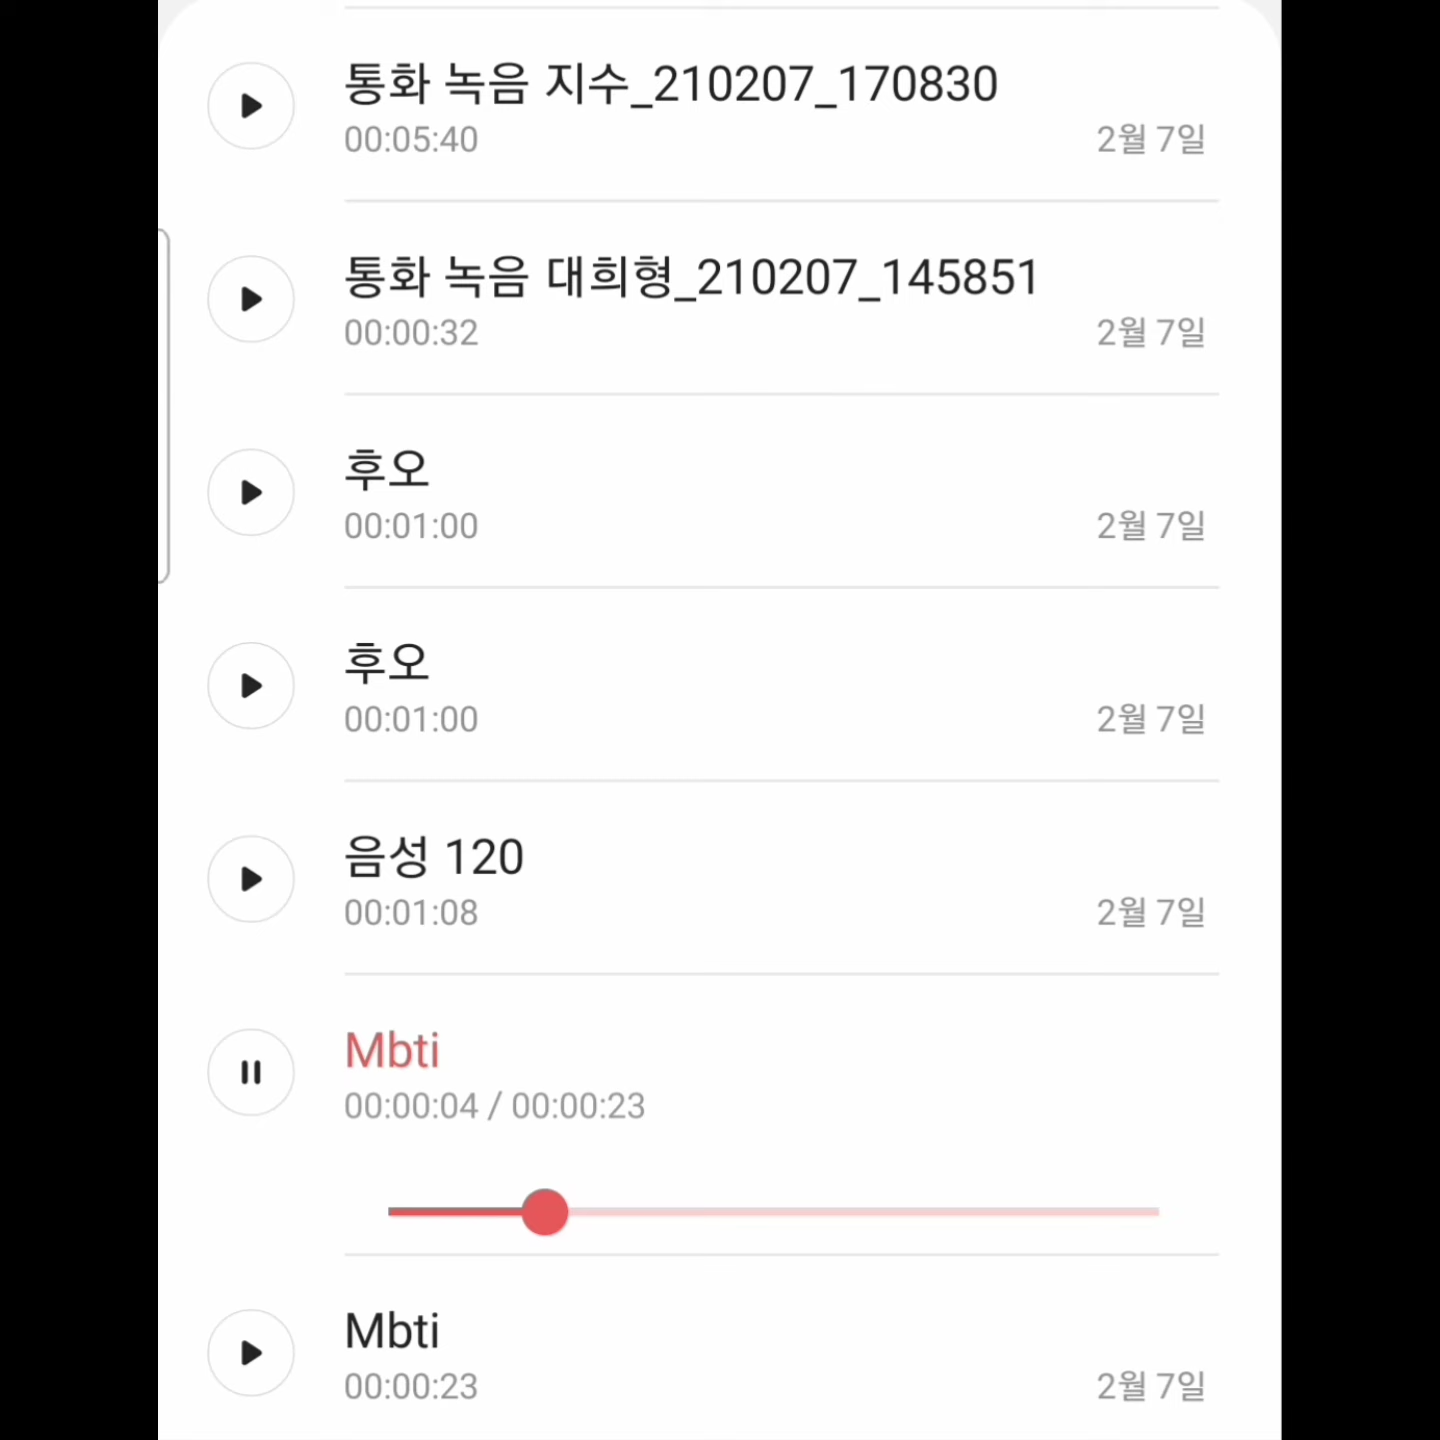 통화 녹음 지수_210207_170830
00:05:40 2월 7일
통화 녹음 대희형_210207_145851
00:00:32 2월 7일
후오
00:01:00 2월 7일
후오
00:01:00 2월 7일
음성 120
00:01:08 2월 7일
Mbti
00:00:04 / 00:00:23
Mbti
00:00:23 2월 7일